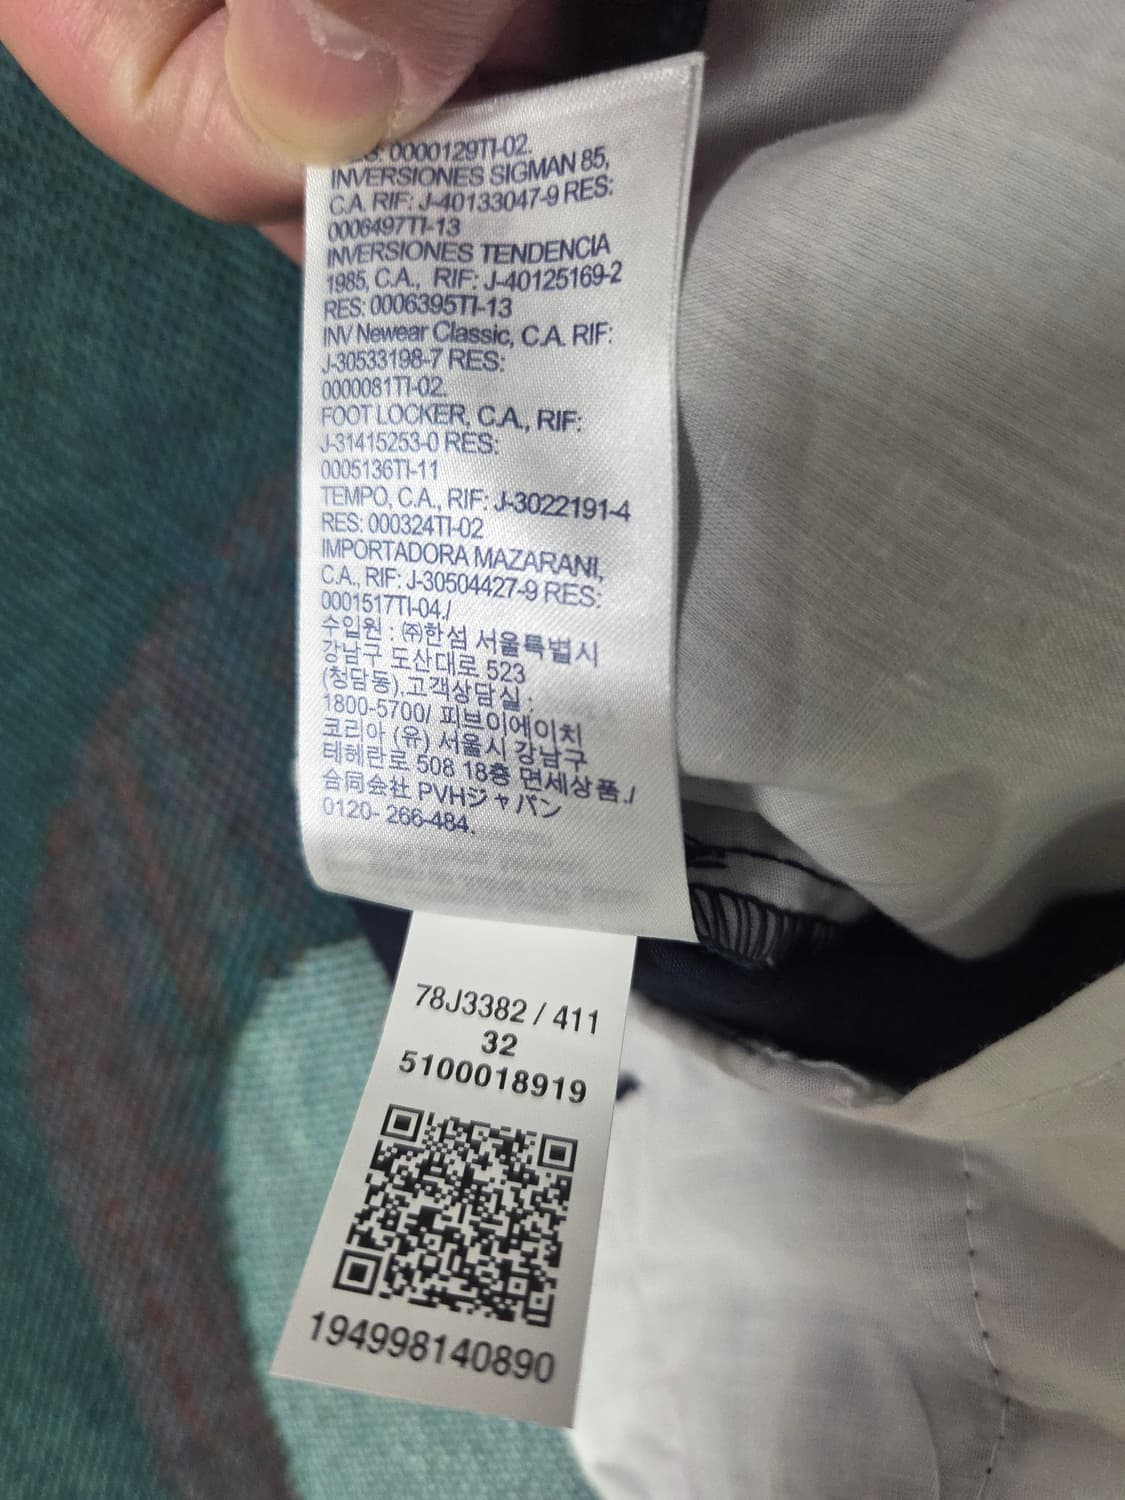 0000129TI-02.
INVERSIONES SIGMAN 85,
C.A. RIF: J-40133047-9 RES:
0006497TI-13
INVERSIONES TENDENCIA
1985, C.A., RIF: J-40125169-2
RES: 0006395TI-13
INV Newear Classic, C.A. RIF:
J-30533198-7 RES:
0000081TI-02.
FOOT LOCKER, C.A., RIF:
J-31415253-0 RES:
0005136TI-11
TEMPO, C.A., RIF: J-3022191-4
RES: 000324TI-02
IMPORTADORA MAZARANI,
C.A., RIF: J-30504427-9 RES:
0001517TI-04./
수입원 : ㈜한섬 서울특별시
강남구 도산대로 523
(청담동),고객상담실 :
1800-5700/ 피브이에이치
코리아 (유) 서울시 강남구
테헤란로 508 18층 면세상품./
合同会社 PVHジャパン
0120- 266-484.
78J3382 / 411
32
5100018919
194998140890